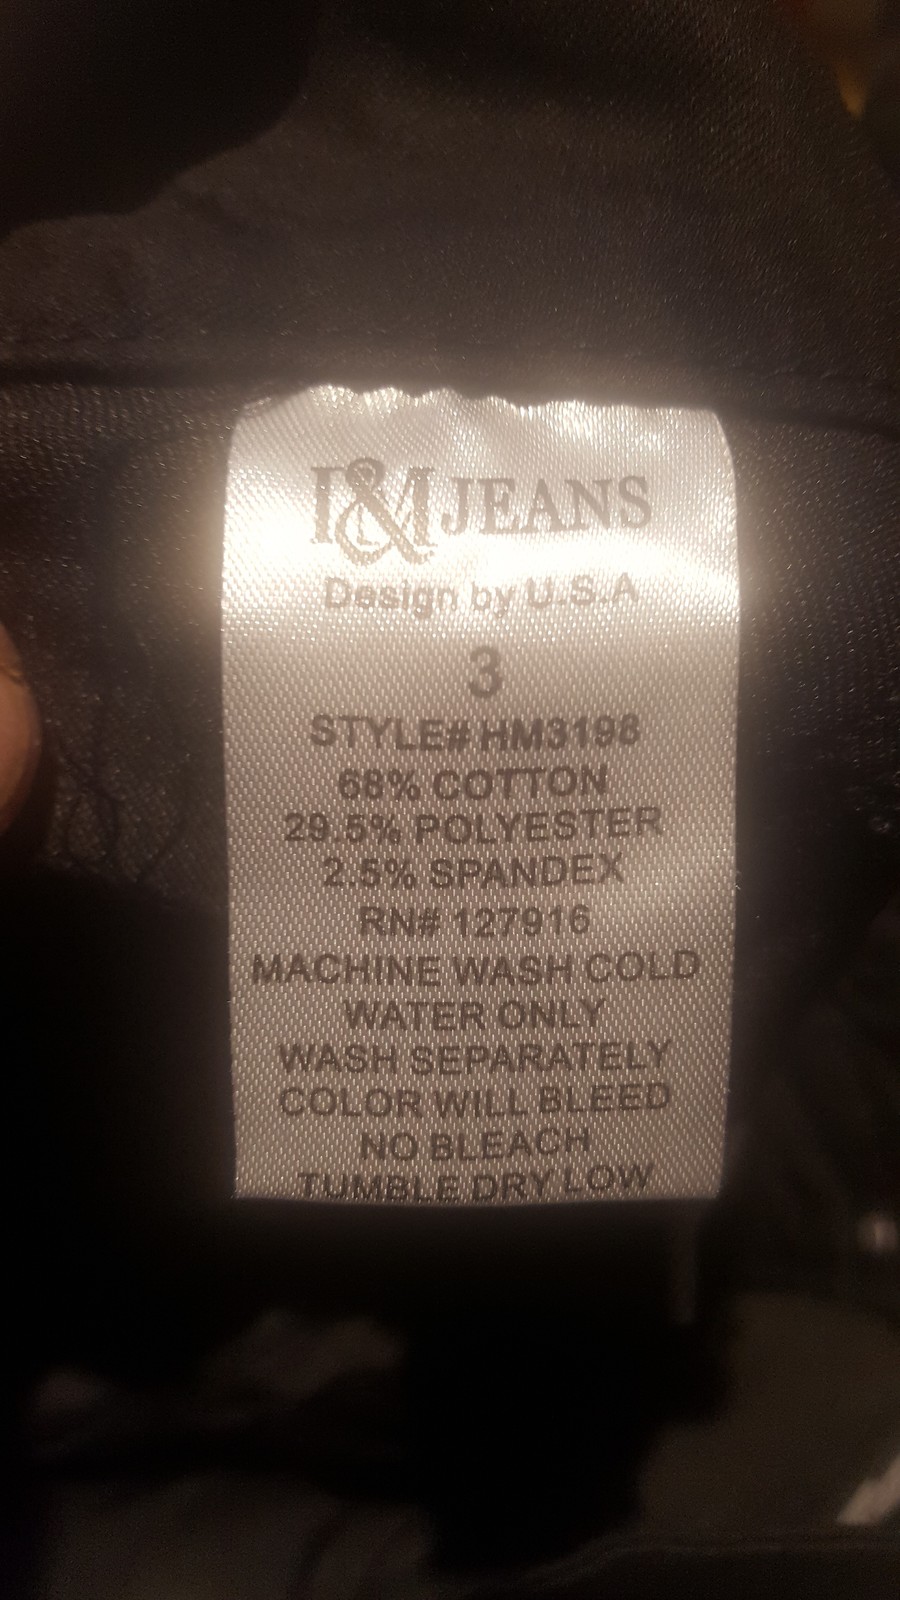 I&M JEANS
Design by U.S.A
3
STYLE# HM3198
68% COTTON
29.5% POLYESTER
2.5% SPANDEX
RN# 127916
MACHINE WASH COLD
WATER ONLY
WASH SEPARATELY
COLOR WILL BLEED
NO BLEACH
TUMBLE DRY LOW